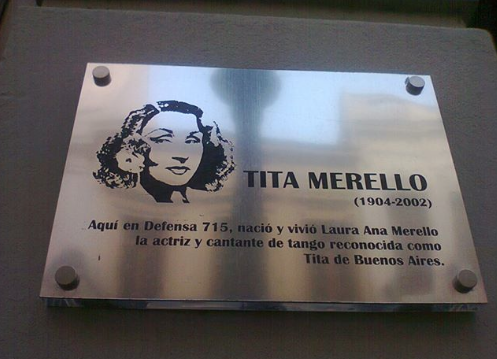 TITA MERELLO
(1904-2002)
Aquí en Defensa 715, nació y vivió Laura Ana Merello
la actriz y cantante de tango reconocida como
Tita de Buenos Aires.